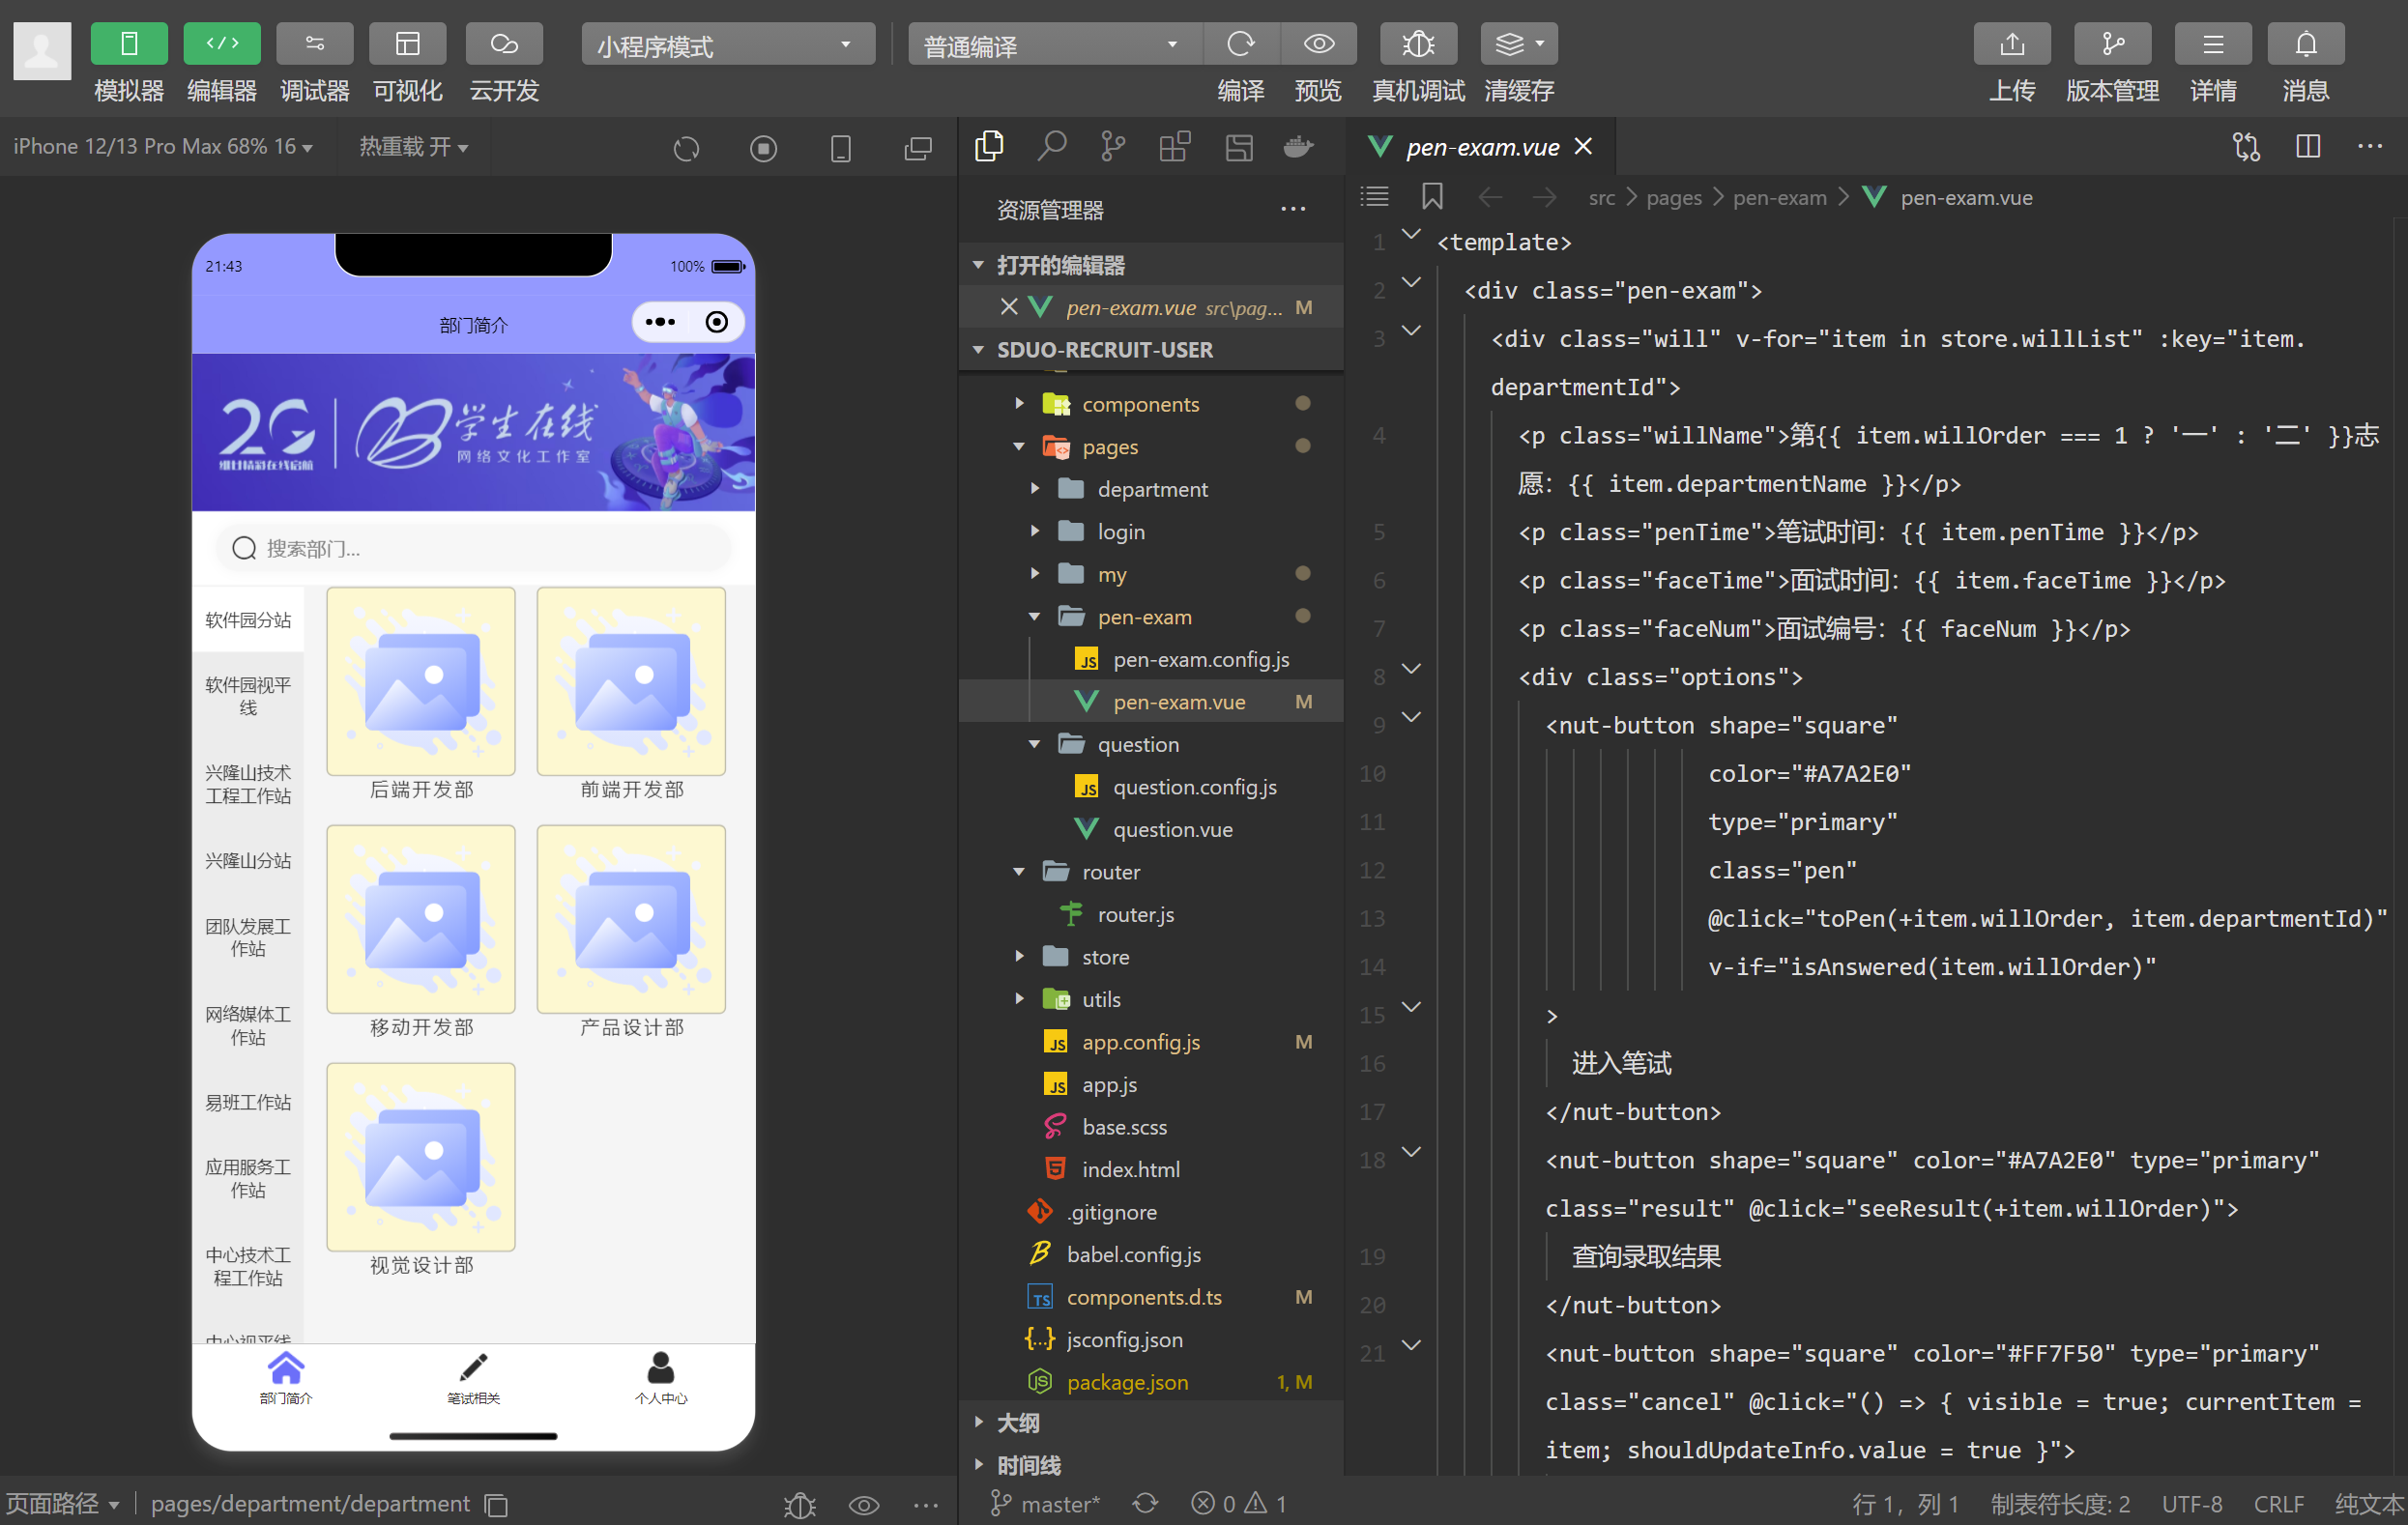 小程序模式
普通编译
模拟器
编辑器
调试器
可视化
云开发
编译
预览
真机调试
清缓存
上传
版本管理
详情
消息
iPhone 12/13 Pro Max 68% 16
热重载 开
21:43
100%
部门简介
学生在线
网络文化工作室
搜索部门...
软件园分站
软件园视平
线
兴隆山技术
工程工作站
兴隆山分站
团队发展工
作站
网络媒体工
作站
易班工作站
应用服务工
作站
中心技术工
程工作站
中心视平线
后端开发部
前端开发部
移动开发部
产品设计部
视觉设计部
部门简介
笔试相关
个人中心
页面路径
pages/department/department
资源管理器
打开的编辑器
pen-exam.vue src\pag... M
SDUO-RECRUIT-USER
components
pages
department
login
my
pen-exam
pen-exam.config.js
pen-exam.vue M
question
question.config.js
question.vue
router
router.js
store
utils
app.config.js M
app.js
base.scss
index.html
.gitignore
babel.config.js
components.d.ts M
jsconfig.json
package.json 1, M
大纲
时间线
master*
0 1
pen-exam.vue
src > pages > pen-exam > pen-exam.vue
1 <template>
2 <div class="pen-exam">
3 <div class="will" v-for="item in store.willList" :key="item.
departmentId">
4 <p class="willName">第{{ item.willOrder === 1 ? '一' : '二' }}志
愿: {{ item.departmentName }}</p>
5 <p class="penTime">笔试时间: {{ item.penTime }}</p>
6 <p class="faceTime">面试时间: {{ item.faceTime }}</p>
7 <p class="faceNum">面试编号: {{ faceNum }}</p>
8 <div class="options">
9 <nut-button shape="square"
10 color="#A7A2E0"
11 type="primary"
12 class="pen"
13 @click="toPen(+item.willOrder, item.departmentId)"
14 v-if="isAnswered(item.willOrder)"
15 >
16 进入笔试
17 </nut-button>
18 <nut-button shape="square" color="#A7A2E0" type="primary"
class="result" @click="seeResult(+item.willOrder)">
19 查询录取结果
20 </nut-button>
21 <nut-button shape="square" color="#FF7F50" type="primary"
class="cancel" @click="() => { visible = true; currentItem =
item; shouldUpdateInfo.value = true }">
行 1，列 1
制表符长度: 2
UTF-8
CRLF
纯文本